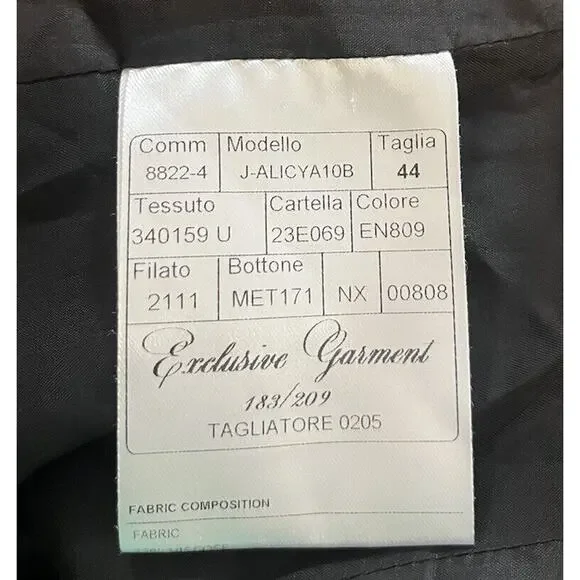 Comm Modello Taglia
8822-4 J-ALICYA10B 44
Tessuto Cartella Colore
340159 U 23E069 EN809
Filato Bottone
2111 MET171 NX 00808
Exclusive Garment
183/209
TAGLIATORE 0205
FABRIC COMPOSITION
FABRIC